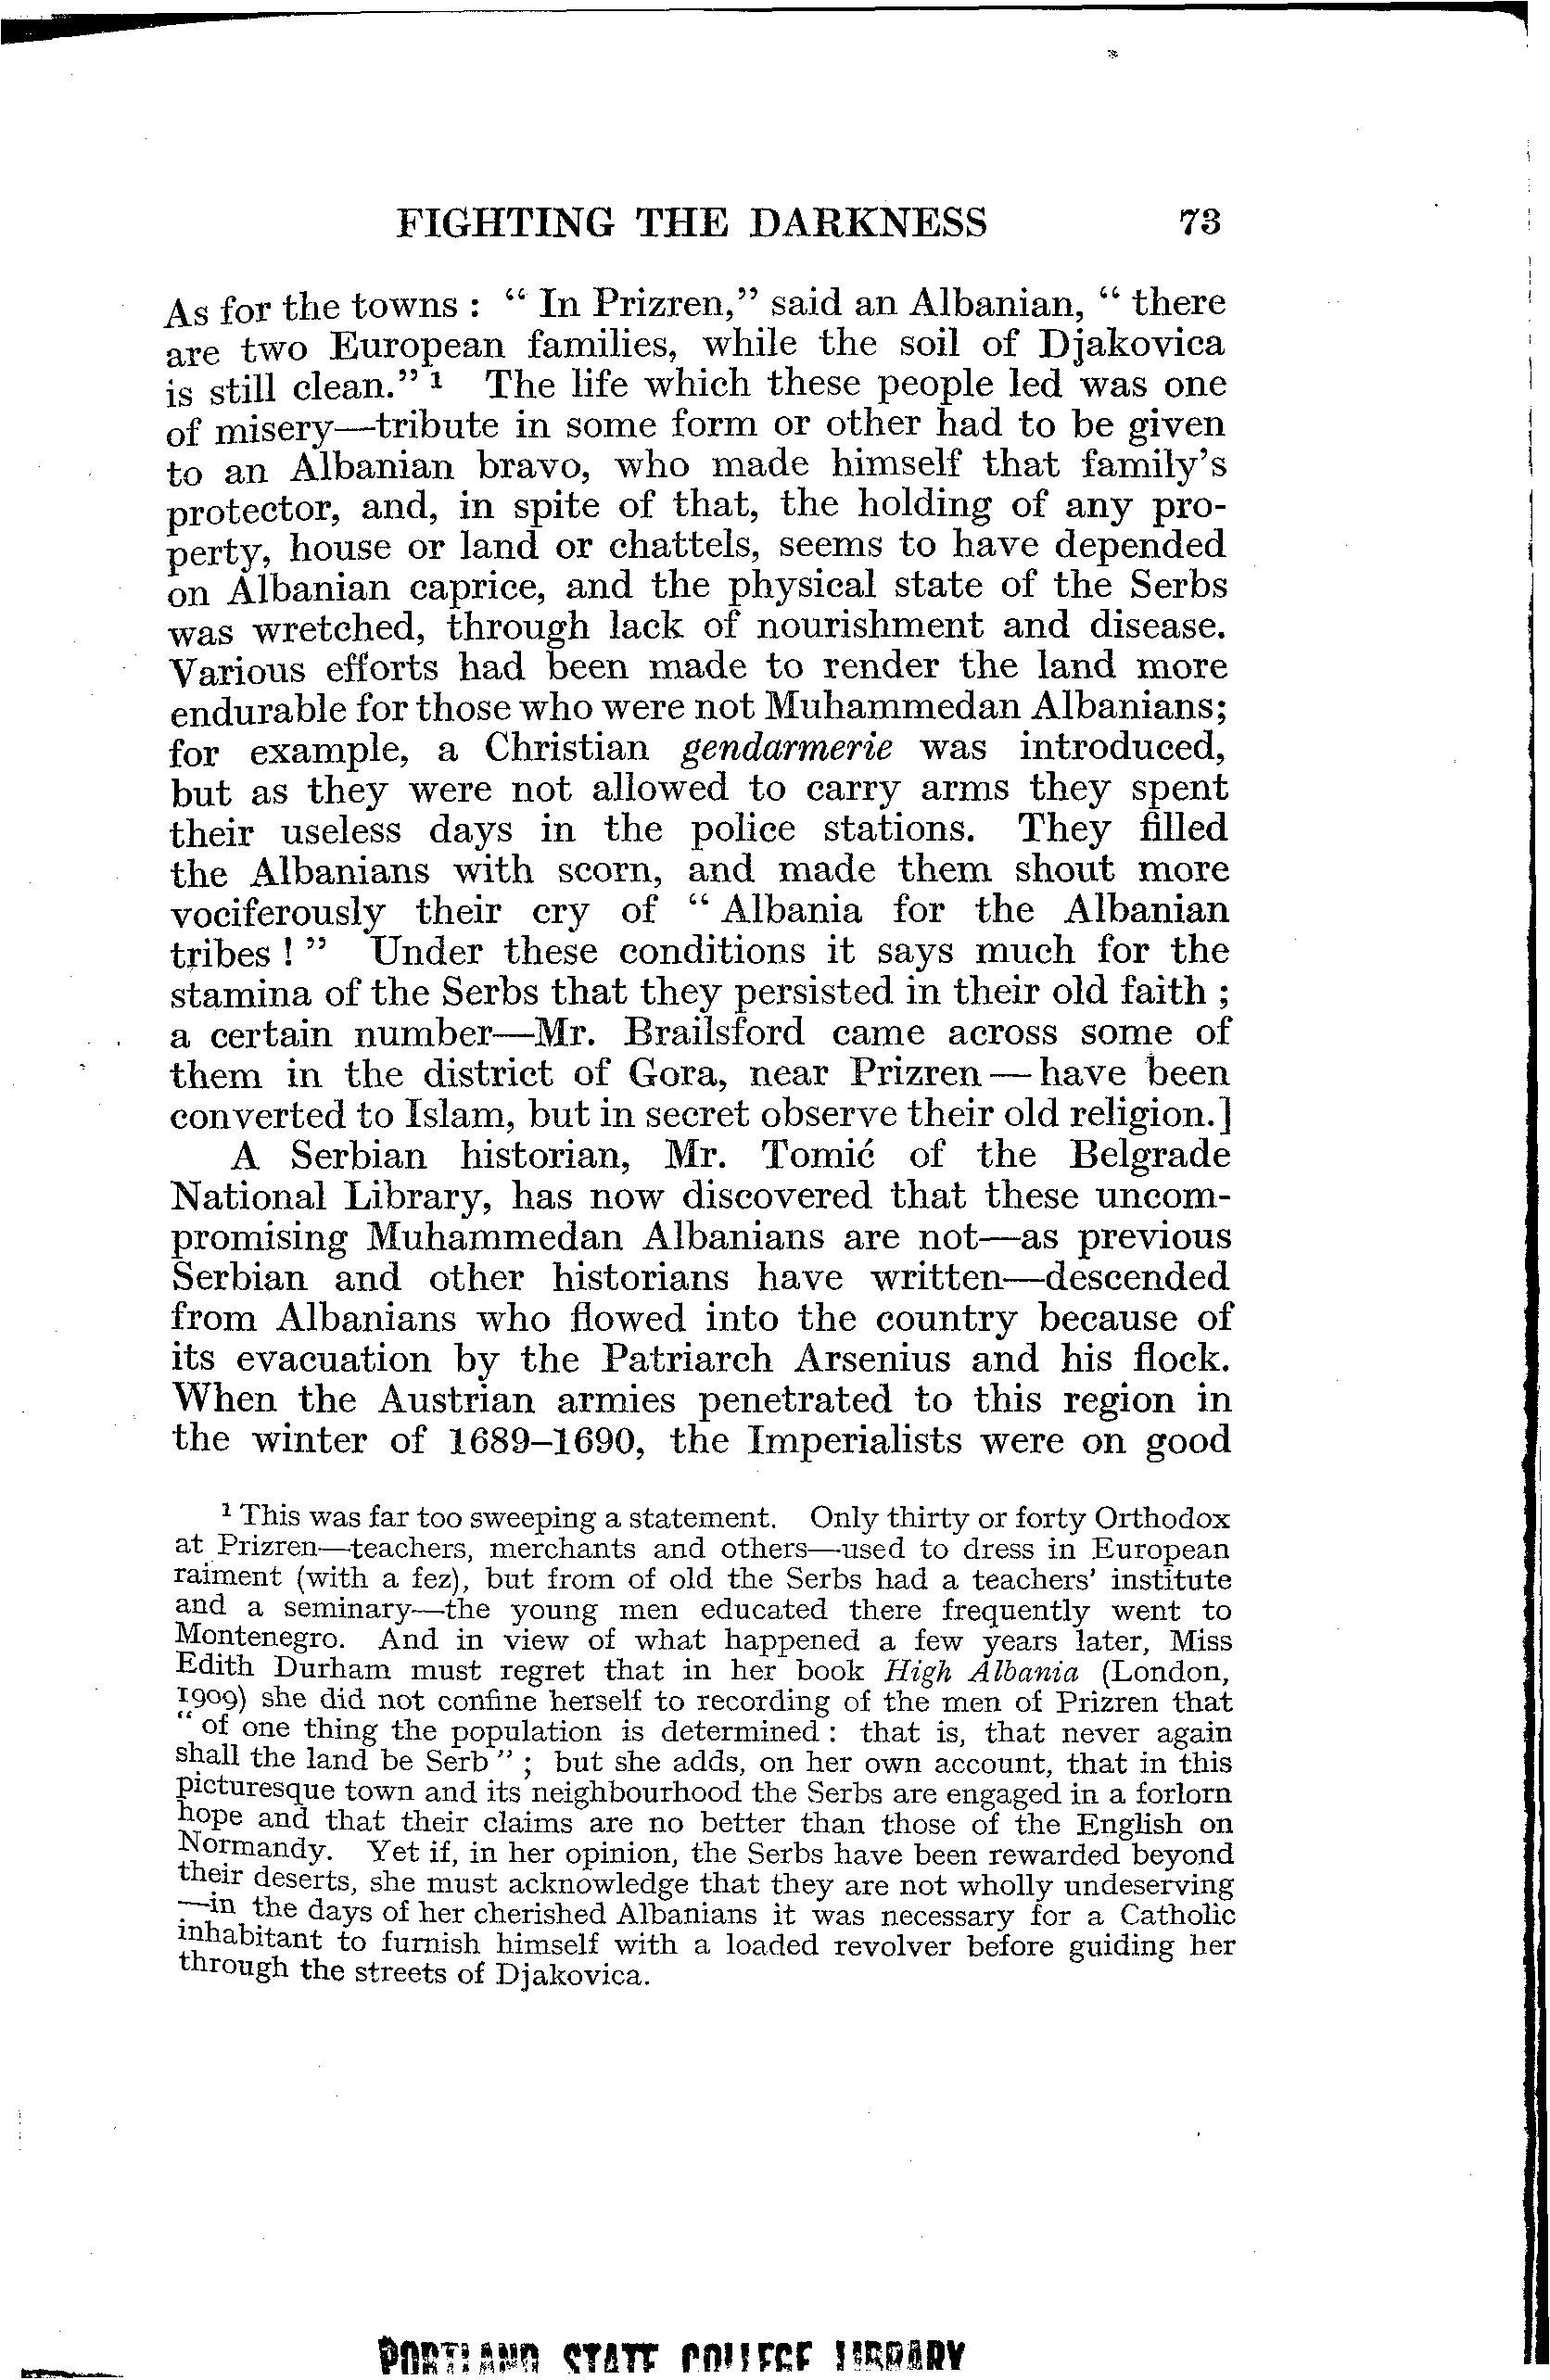 FIGHTING THE DARKNESS 73
As for the towns : “ In Prizren,” said an Albanian, “ there
are two European families, while the soil of Djakovica
is still clean.” 1 The life which these people led was one
of misery—tribute in some form or other had to be given
to an Albanian bravo, who made himself that family’s
protector, and, in spite of that, the holding of any pro-
perty, house or land or chattels, seems to have depended
on Albanian caprice, and the physical state of the Serbs
was wretched, through lack of nourishment and disease.
Various efforts had been made to render the land more
endurable for those who were not Muhammedan Albanians;
for example, a Christian gendarmerie was introduced,
but as they were not allowed to carry arms they spent
their useless days in the police stations. They filled
the Albanians with scorn, and made them shout more
vociferously their cry of “ Albania for the Albanian
tribes ! ” Under these conditions it says much for the
stamina of the Serbs that they persisted in their old faith ;
a certain number—Mr. Brailsford came across some of
them in the district of Gora, near Prizren — have been
converted to Islam, but in secret observe their old religion.]
A Serbian historian, Mr. Tomić of the Belgrade
National Library, has now discovered that these uncom-
promising Muhammedan Albanians are not—as previous
Serbian and other historians have written—descended
from Albanians who flowed into the country because of
its evacuation by the Patriarch Arsenius and his flock.
When the Austrian armies penetrated to this region in
the winter of 1689–1690, the Imperialists were on good
1 This was far too sweeping a statement. Only thirty or forty Orthodox
at Prizren—teachers, merchants and others—used to dress in European
raiment (with a fez), but from of old the Serbs had a teachers’ institute
and a seminary—the young men educated there frequently went to
Montenegro. And in view of what happened a few years later, Miss
Edith Durham must regret that in her book High Albania (London,
1909) she did not confine herself to recording of the men of Prizren that
“ of one thing the population is determined : that is, that never again
shall the land be Serb ” ; but she adds, on her own account, that in this
picturesque town and its neighbourhood the Serbs are engaged in a forlorn
hope and that their claims are no better than those of the English on
Normandy. Yet if, in her opinion, the Serbs have been rewarded beyond
their deserts, she must acknowledge that they are not wholly undeserving
—in the days of her cherished Albanians it was necessary for a Catholic
inhabitant to furnish himself with a loaded revolver before guiding her
through the streets of Djakovica.
PORTLAND STATE COLLEGE LIBRARY